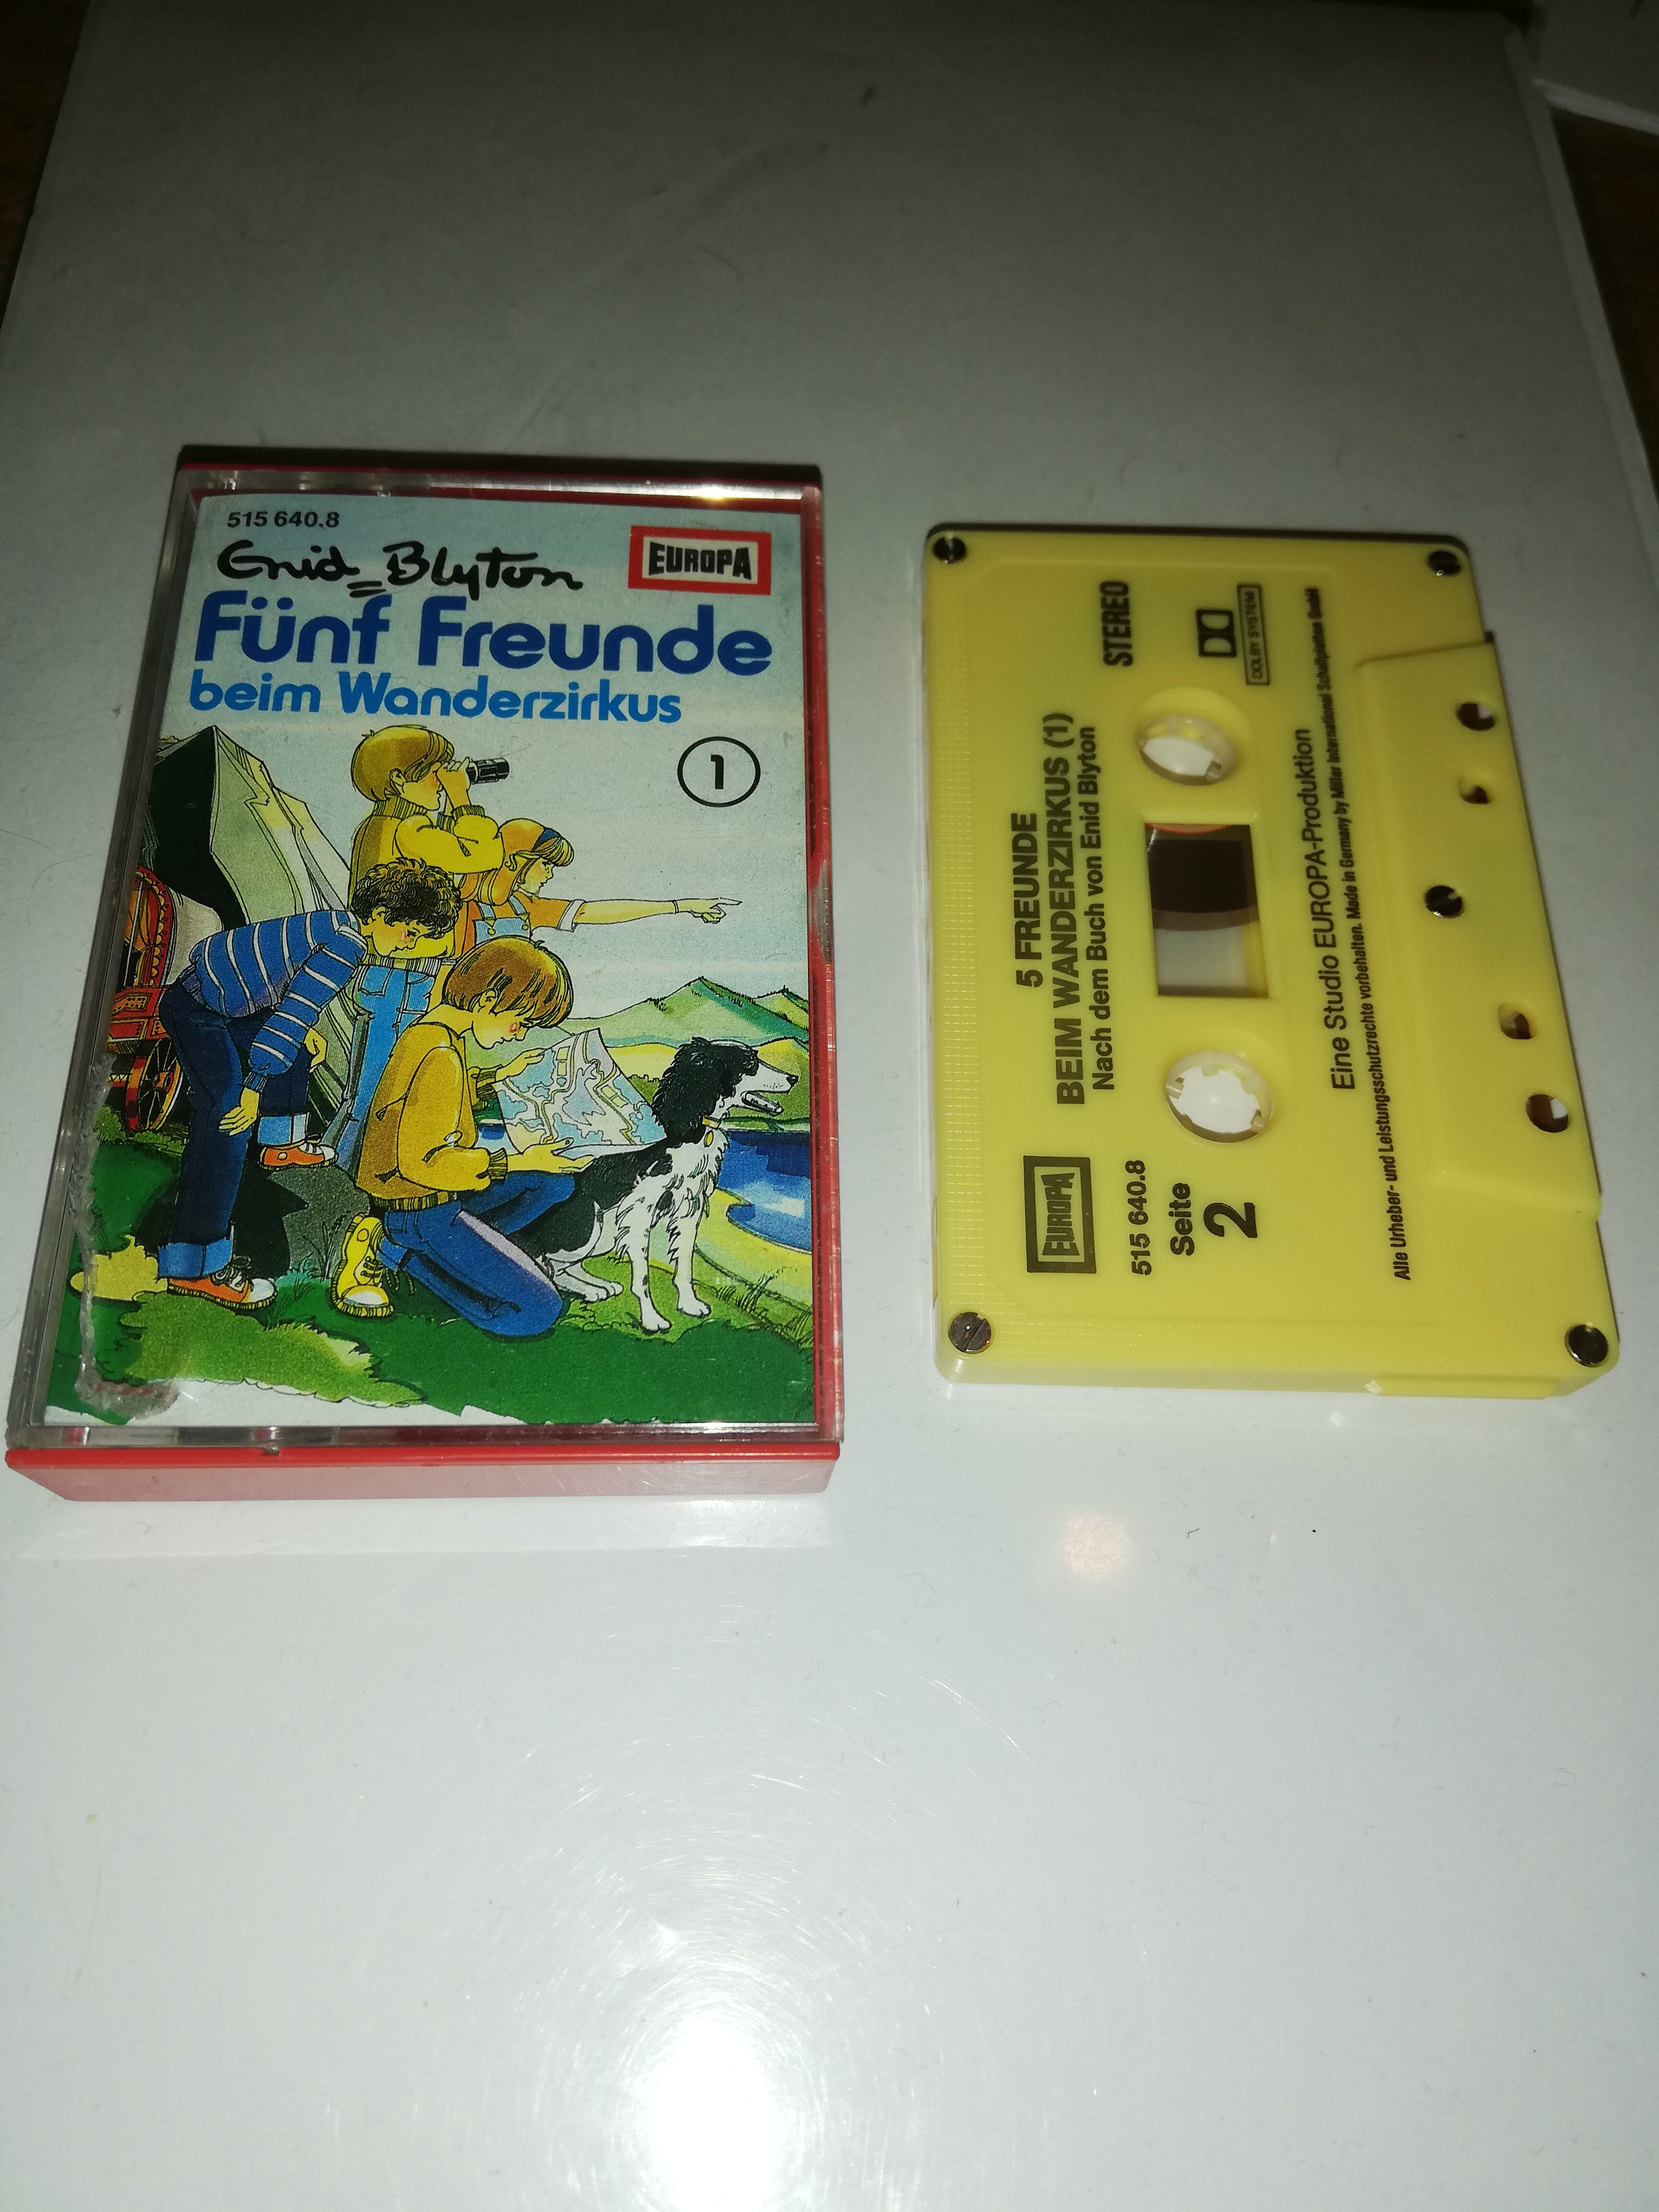 515 640.8
Enid Blyton
EUROPA
Fünf Freunde
beim Wanderzirkus
1
5 FREUNDE
BEIM WANDERZIRKUS (1)
Nach dem Buch von Enid Blyton
STEREO
EUROPA
515 640.8
Seite
2
DOLBY SYSTEM
Eine Studio EUROPA-Produktion
Alle Urheber- und Leistungsschutzrechte vorbehalten. Made in Germany by Miller International Schallplatten GmbH